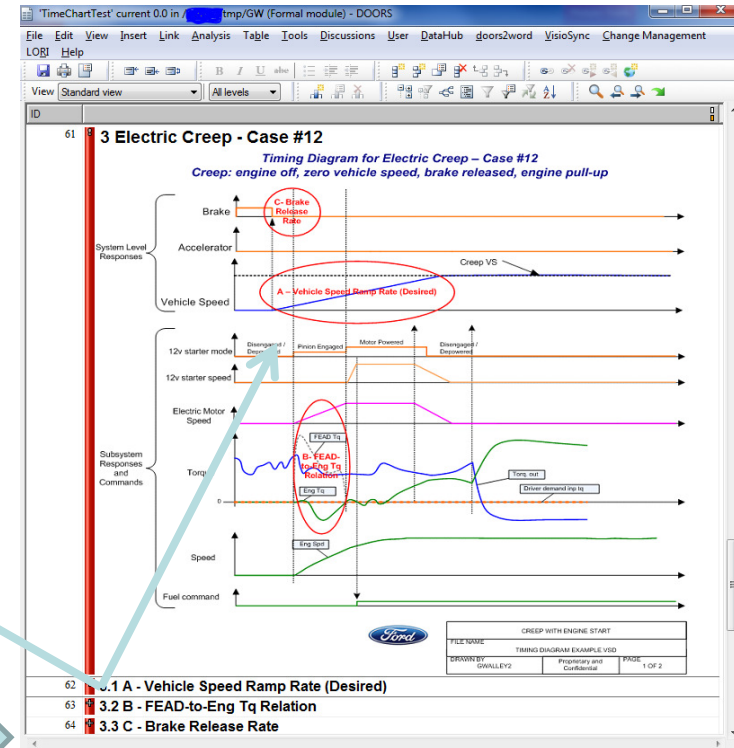 'TimeChartTest' current 0.0 in / tmp/GW (Formal module) - DOORS
File Edit View Insert Link Analysis Table Tools Discussions User DataHub doors2word VisioSync Change Management
LOBI Help
B I U abc
View Standard view All levels
ID
61 3 Electric Creep - Case #12
Timing Diagram for Electric Creep – Case #12
Creep: engine off, zero vehicle speed, brake released, engine pull-up
System Level
Responses
Brake
C- Brake
Release
Rate
Accelerator
Creep VS
Vehicle Speed
A – Vehicle Speed Ramp Rate (Desired)
Subsystem
Responses
and
Commands
12v starter mode
Disengaged /
Depowered
Pinion Engaged
Motor Powered
Disengaged /
Depowered
12v starter speed
Electric Motor
Speed
FEAD Tq
B- FEAD-
to-Eng Tq
Relation
Torque
Eng Tq
Torq. out
Driver demand inp tq
0
Eng Spd
Speed
Fuel command
Ford
CREEP WITH ENGINE START
FILE NAME
TIMING DIAGRAM EXAMPLE.VSD
DRAWN BY
GWALLEY2
Proprietary and
Confidential
PAGE
1 OF 2
62 3.1 A - Vehicle Speed Ramp Rate (Desired)
63 3.2 B - FEAD-to-Eng Tq Relation
64 3.3 C - Brake Release Rate